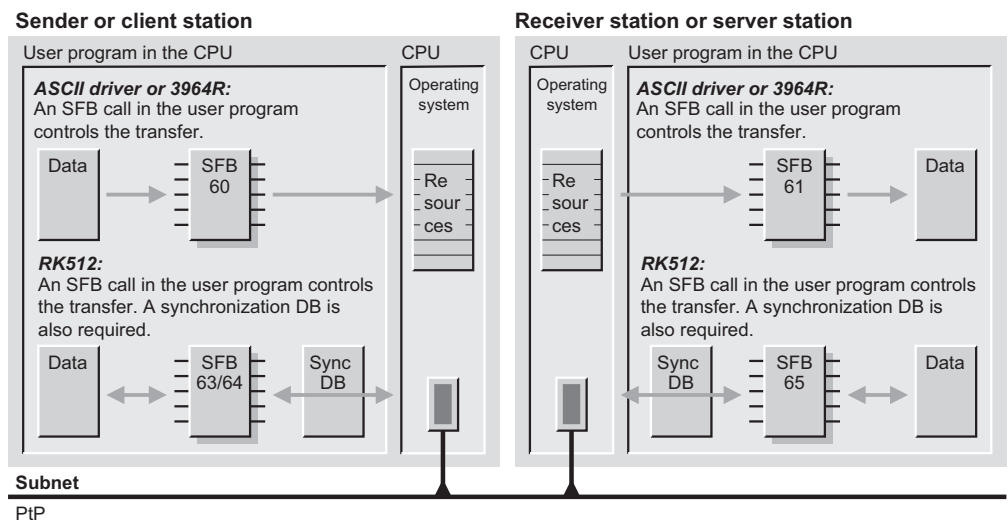 Sender or client station
User program in the CPU
CPU
ASCII driver or 3964R:
An SFB call in the user program
controls the transfer.
Data
SFB
60
Operating
system
Re
sour
ces
RK512:
An SFB call in the user program controls
the transfer. A synchronization DB is
also required.
Data
SFB
63/64
Sync
DB
Receiver station or server station
CPU
User program in the CPU
Operating
system
Re
sour
ces
ASCII driver or 3964R:
An SFB call in the user program
controls the transfer.
SFB
61
Data
RK512:
An SFB call in the user program controls
the transfer. A synchronization DB is
also required.
Sync
DB
SFB
65
Data
Subnet
PtP